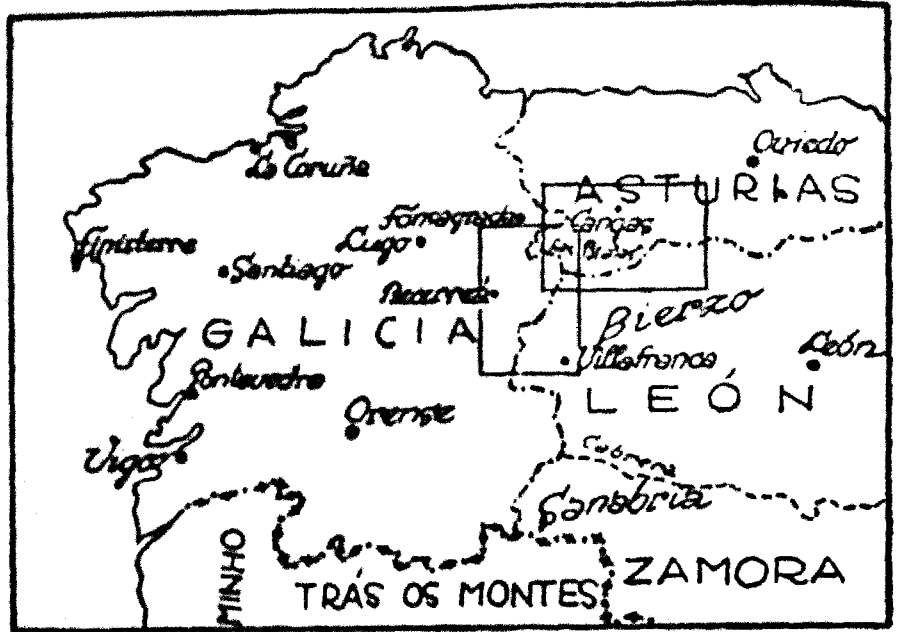 Oviedo
La Coruña
ASTURIAS
Fonsagrada
Cangas
Finisterre
Lugo
Santiago
Becerreá
Bierzo
GALICIA
León
Villafranca
Pontevedra
LEÓN
Orense
Cabrera
Vigo
Sanabria
MINHO
ZAMORA
TRÁS OS MONTES